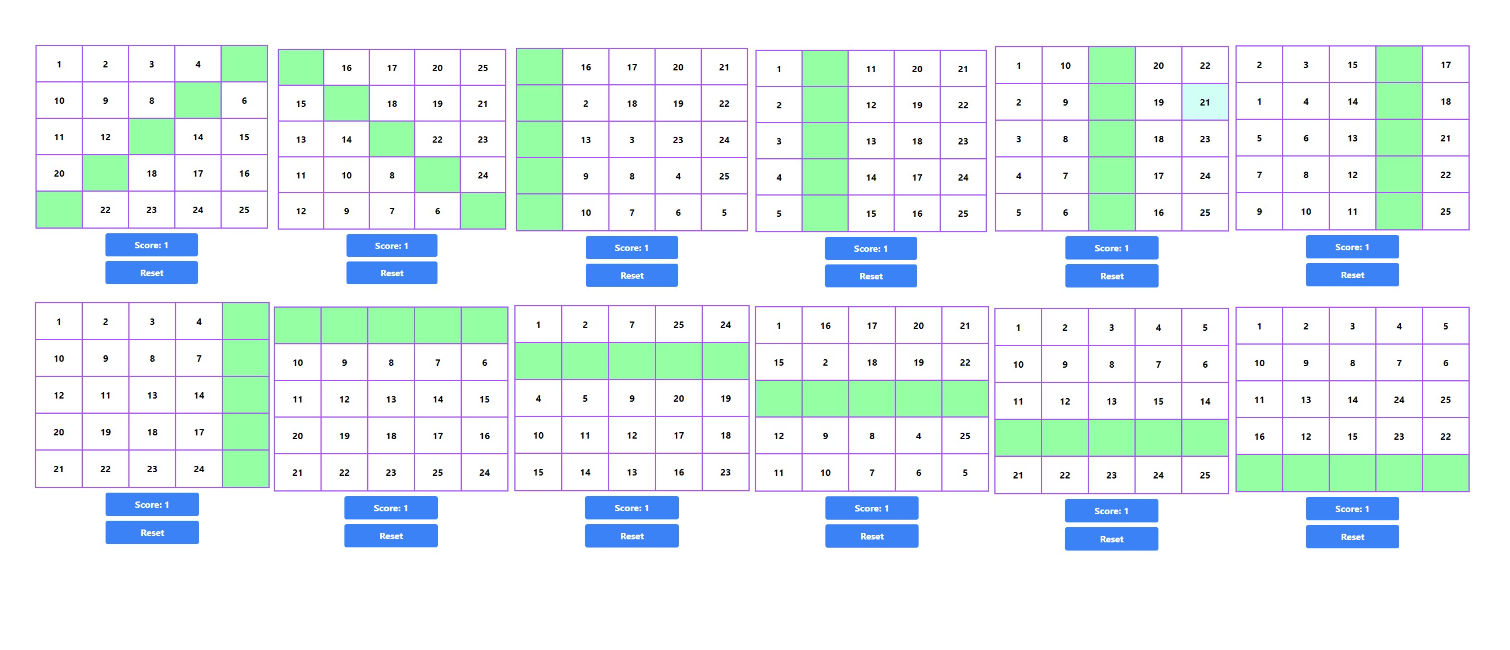 1 2 3 4
10 9 8 6
11 12 14 15
20 18 17 16
22 23 24 25
Score: 1
Reset
16 17 20 25
15 18 19 21
13 14 22 23
11 10 8 24
12 9 7 6
Score: 1
Reset
16 17 20 21
2 18 19 22
13 3 23 24
9 8 4 25
10 7 6 5
Score: 1
Reset
1 11 20 21
2 12 19 22
3 13 18 23
4 14 17 24
5 15 16 25
Score: 1
Reset
1 10 20 22
2 9 19 21
3 8 18 23
4 7 17 24
5 6 16 25
Score: 1
Reset
2 3 15 17
1 4 14 18
5 6 13 21
7 8 12 22
9 10 11 25
Score: 1
Reset
1 2 3 4
10 9 8 7
12 11 13 14
20 19 18 17
21 22 23 24
Score: 1
Reset
10 9 8 7 6
11 12 13 14 15
20 19 18 17 16
21 22 23 25 24
Score: 1
Reset
1 2 7 25 24
4 5 9 20 19
10 11 12 17 18
15 14 13 16 23
Score: 1
Reset
1 16 17 20 21
15 2 18 19 22
12 9 8 4 25
11 10 7 6 5
Score: 1
Reset
1 2 3 4 5
10 9 8 7 6
11 12 13 15 14
21 22 23 24 25
Score: 1
Reset
1 2 3 4 5
10 9 8 7 6
11 13 14 24 25
16 12 15 23 22
Score: 1
Reset